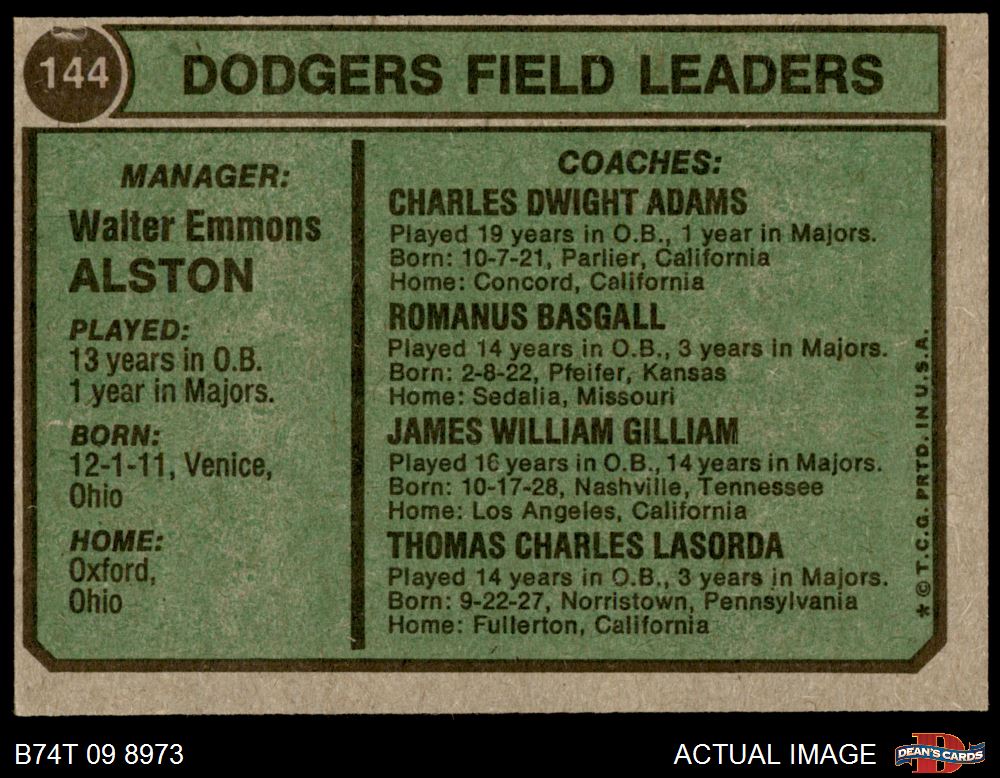 144
DODGERS FIELD LEADERS
MANAGER:
Walter Emmons
ALSTON
PLAYED:
13 years in O.B.
1 year in Majors.
BORN:
12-1-11, Venice,
Ohio
HOME:
Oxford,
Ohio
COACHES:
CHARLES DWIGHT ADAMS
Played 19 years in O.B., 1 year in Majors.
Born: 10-7-21, Parlier, California
Home: Concord, California
ROMANUS BASGALL
Played 14 years in O.B., 3 years in Majors.
Born: 2-8-22, Pfeifer, Kansas
Home: Sedalia, Missouri
JAMES WILLIAM GILLIAM
Played 16 years in O.B., 14 years in Majors.
Born: 10-17-28, Nashville, Tennessee
Home: Los Angeles, California
THOMAS CHARLES LASORDA
Played 14 years in O.B., 3 years in Majors.
Born: 9-22-27, Norristown, Pennsylvania
Home: Fullerton, California
* © T.C.G. PRTD. IN U.S.A.
B74T 09 8973
ACTUAL IMAGE
D
DEAN'S CARDS